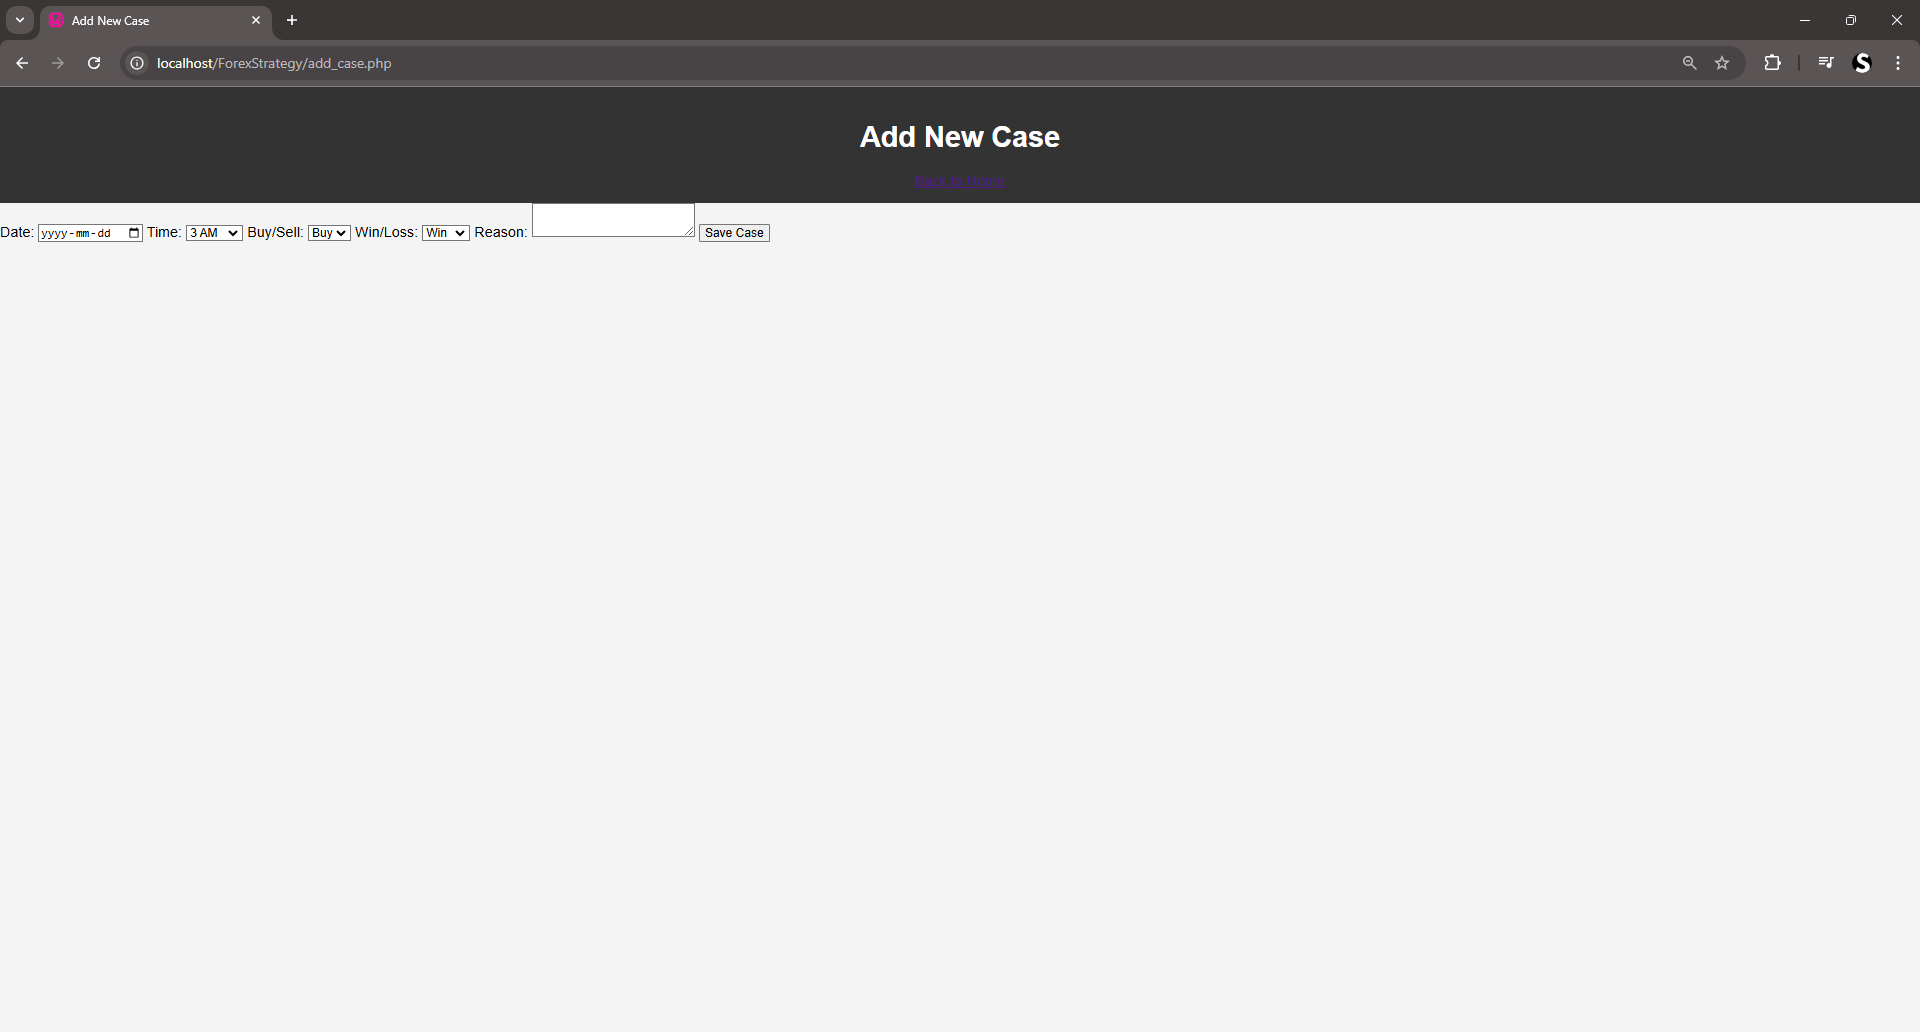 Add New Case
localhost/ForexStrategy/add_case.php
Add New Case
Back to Home
Date: yyyy-mm-dd Time: 3 AM Buy/Sell: Buy Win/Loss: Win Reason: Save Case